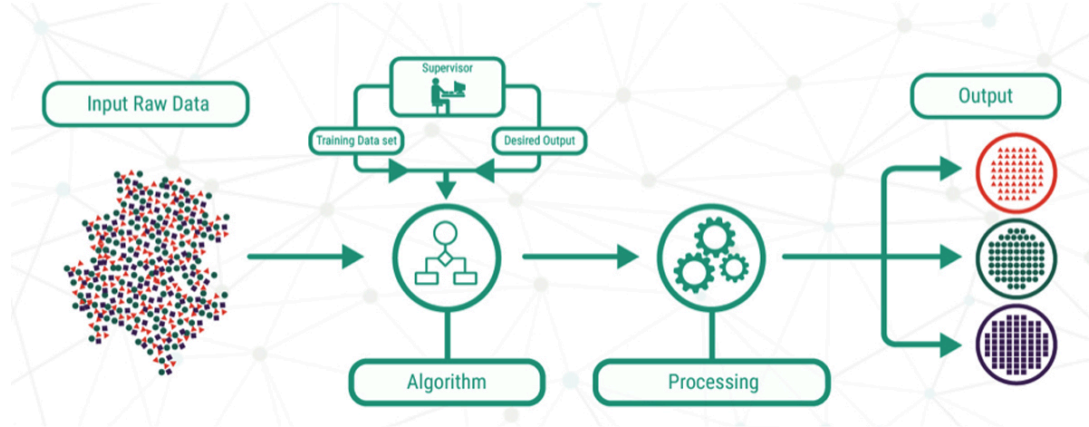 Input Raw Data
Supervisor
Training Data set
Desired Output
Output
Algorithm
Processing